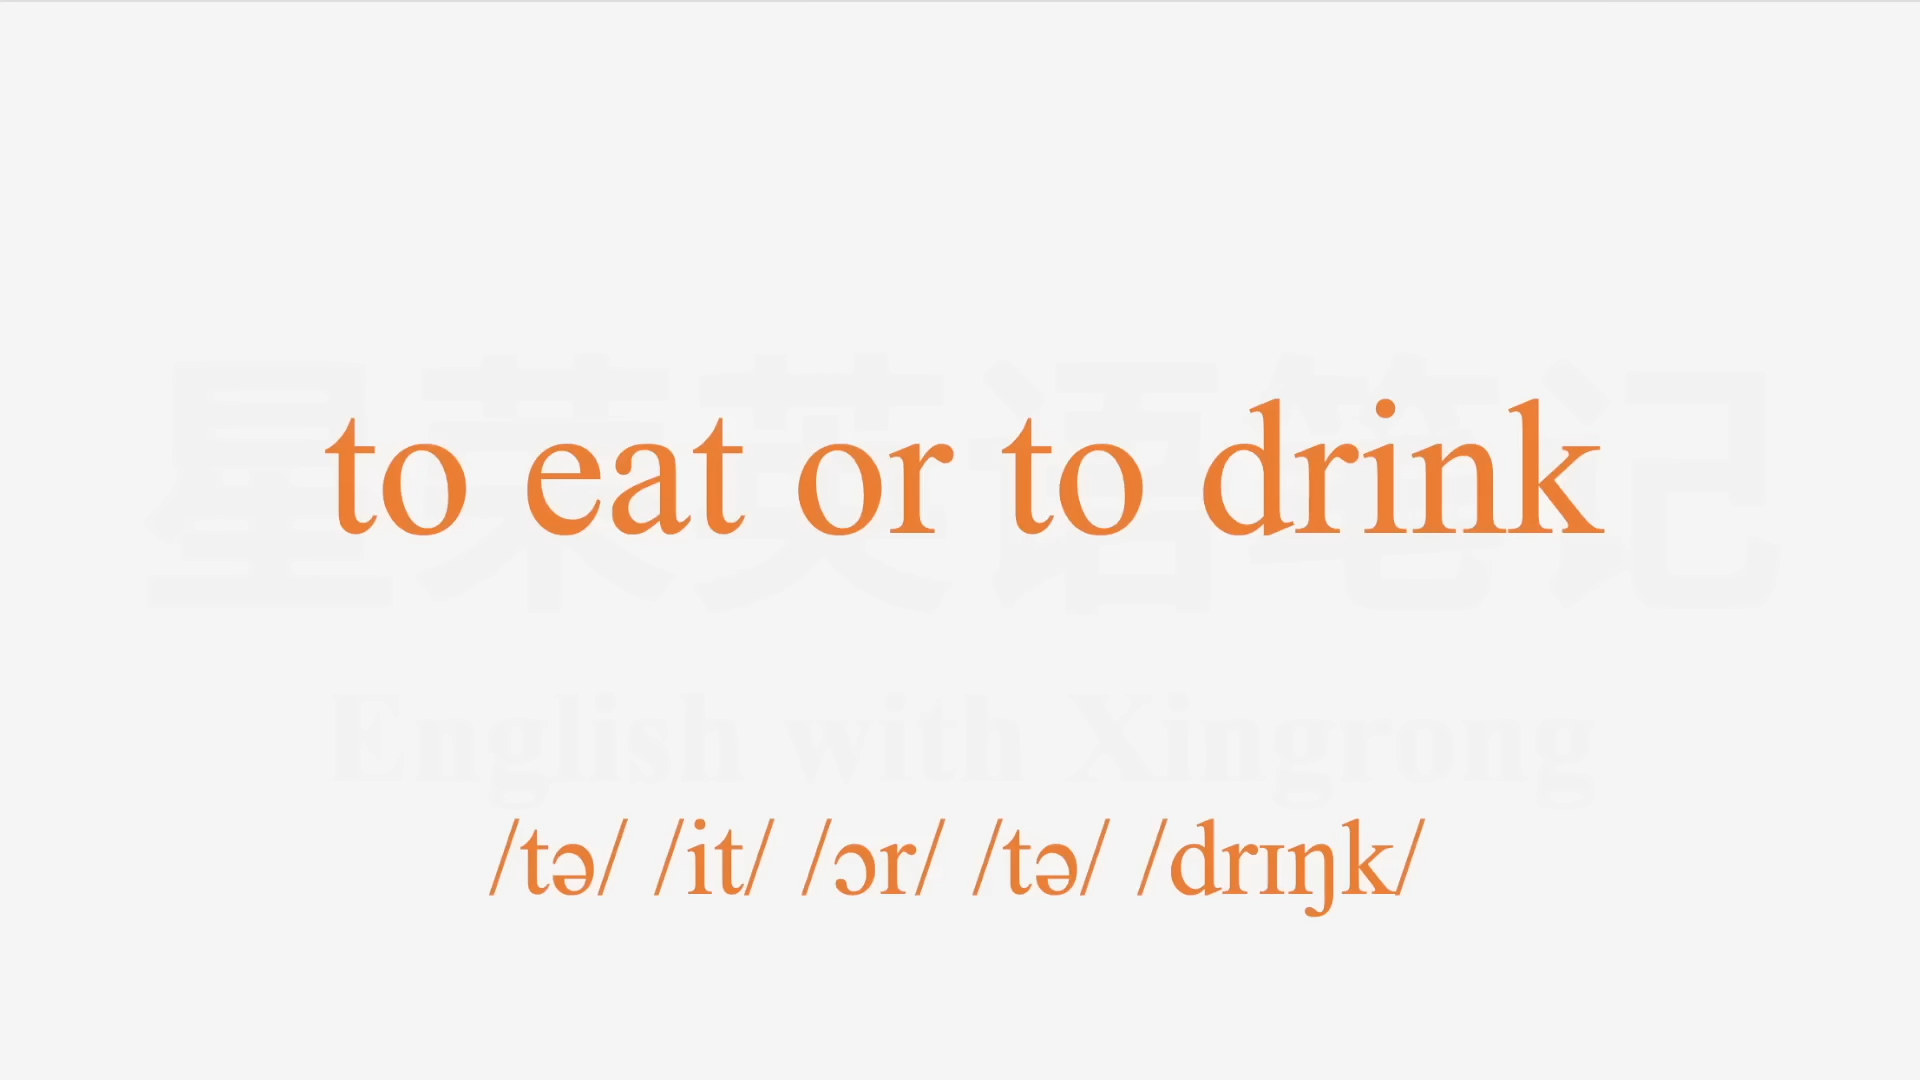 星荣英语笔记
to eat or to drink
English with Xingrong
/tə/ /it/ /ɔr/ /tə/ /drɪŋk/